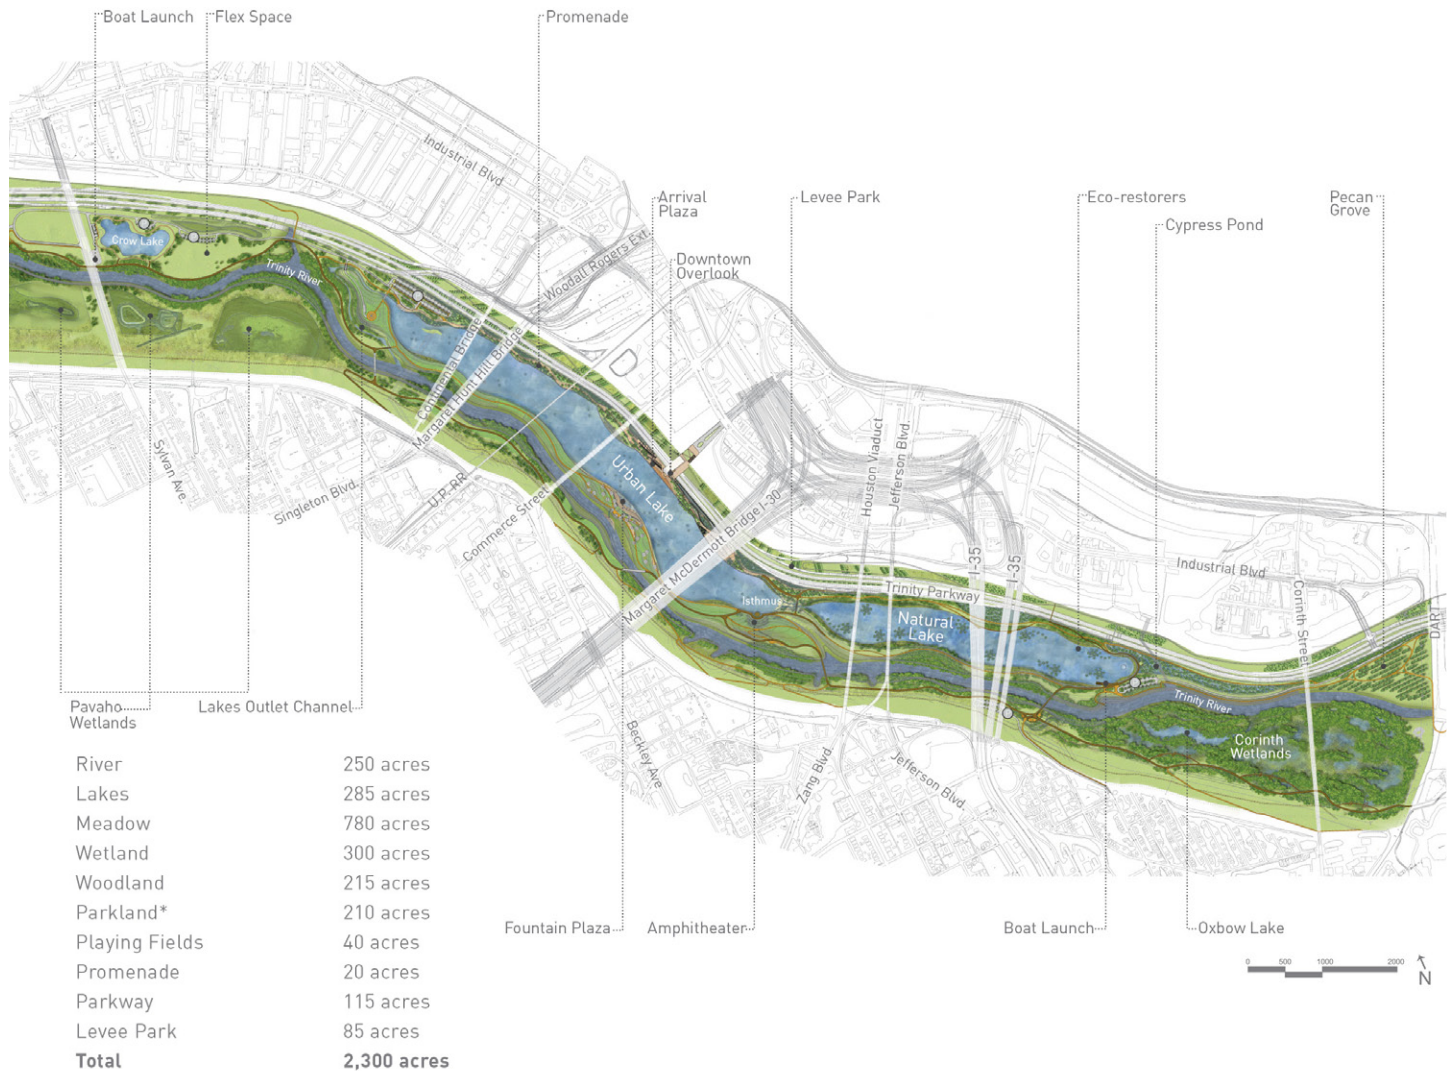 Boat Launch
Flex Space
Promenade
Industrial Blvd
Arrival
Plaza
Levee Park
Eco-restorers
Pecan
Grove
Cypress Pond
Crow Lake
Woodall Rogers Ext.
Downtown
Overlook
Trinity River
Continental Bridge
Margaret Hunt Hill Bridge
Sylvan Ave
Singleton Blvd.
U.P. RR
Commerce Street
Urban Lake
Margaret McDermott Bridge I-30
Houston Viaduct
Jefferson Blvd.
I-35
I-35
Industrial Blvd
Corinth Street
DART
Trinity Parkway
Isthmus
Natural
Lake
Trinity River
Corinth
Wetlands
Pavaho
Wetlands
Lakes Outlet Channel
Beckley Ave
Zang Blvd
Jefferson Blvd.
Fountain Plaza
Amphitheater
Boat Launch
Oxbow Lake
River 250 acres
Lakes 285 acres
Meadow 780 acres
Wetland 300 acres
Woodland 215 acres
Parkland* 210 acres
Playing Fields 40 acres
Promenade 20 acres
Parkway 115 acres
Levee Park 85 acres
Total 2,300 acres
0 500 1000 2000
N